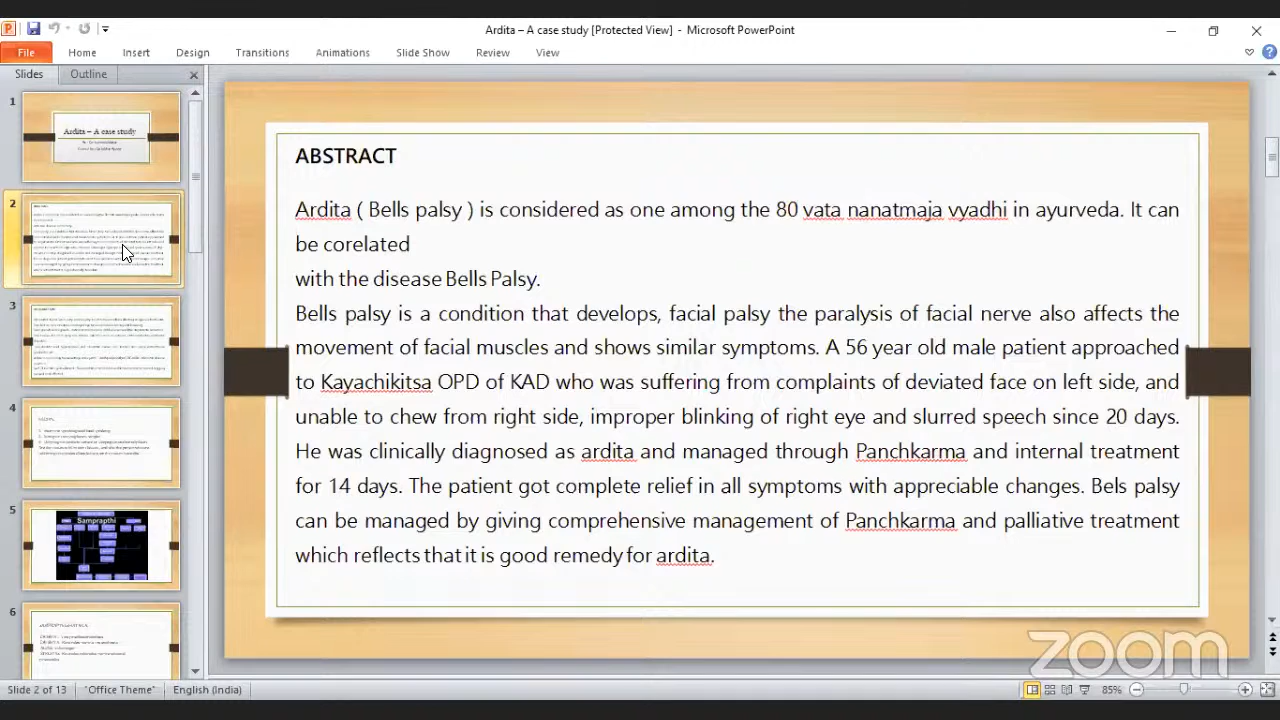 Ardita – A case study [Protected View] - Microsoft PowerPoint
File Home Insert Design Transitions Animations Slide Show Review View
Slides Outline
1
Ardita – A case study
2
3
4
5
Samprapthi
6
ABSTRACT
Ardita ( Bells palsy ) is considered as one among the 80 vata nanatmaja vyadhi in ayurveda. It can
be corelated
with the disease Bells Palsy.
Bells palsy is a condition that develops, facial palsy the paralysis of facial nerve also affects the
movement of facial muscles and shows similar symptoms. A 56 year old male patient approached
to Kayachikitsa OPD of KAD who was suffering from complaints of deviated face on left side, and
unable to chew from right side, improper blinking of right eye and slurred speech since 20 days.
He was clinically diagnosed as ardita and managed through Panchkarma and internal treatment
for 14 days. The patient got complete relief in all symptoms with appreciable changes. Bels palsy
can be managed by giving comprehensive management of Panchkarma and palliative treatment
which reflects that it is good remedy for ardita.
zoom
Slide 2 of 13 "Office Theme" English (India) 85%